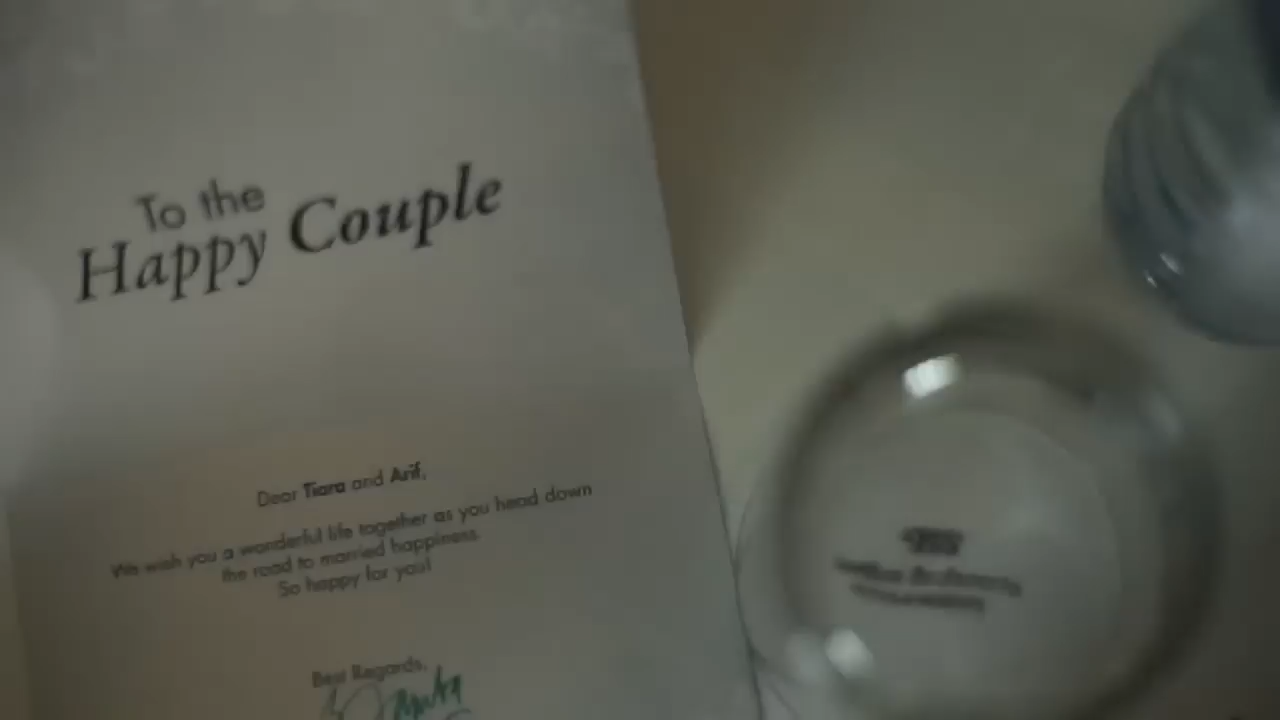 To the
Happy Couple
Dear Tiara and Arif,
We wish you a wonderful life together as you head down
the road to married happiness.
So happy for you!
Best Regards,